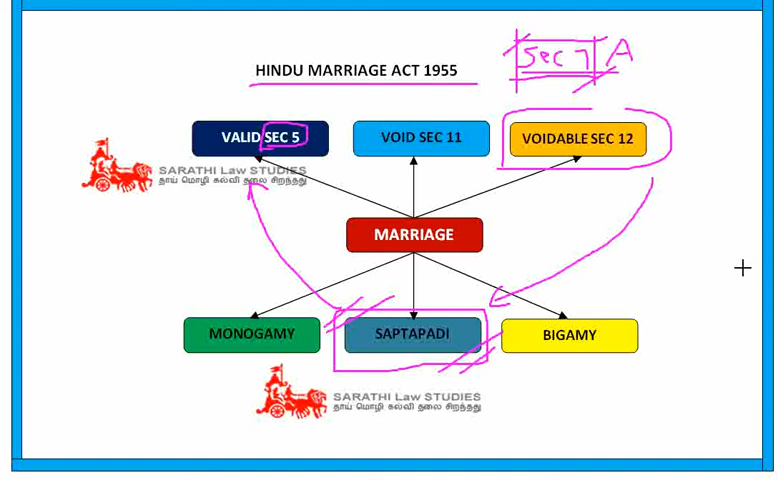 Sec 7 A
HINDU MARRIAGE ACT 1955
VALID SEC 5
VOID SEC 11
VOIDABLE SEC 12
SARATHI Law STUDIES
தாய் மொழி கல்வி தலை சிறந்தது
MARRIAGE
MONOGAMY
SAPTAPADI
BIGAMY
SARATHI Law STUDIES
தாய் மொழி கல்வி தலை சிறந்தது